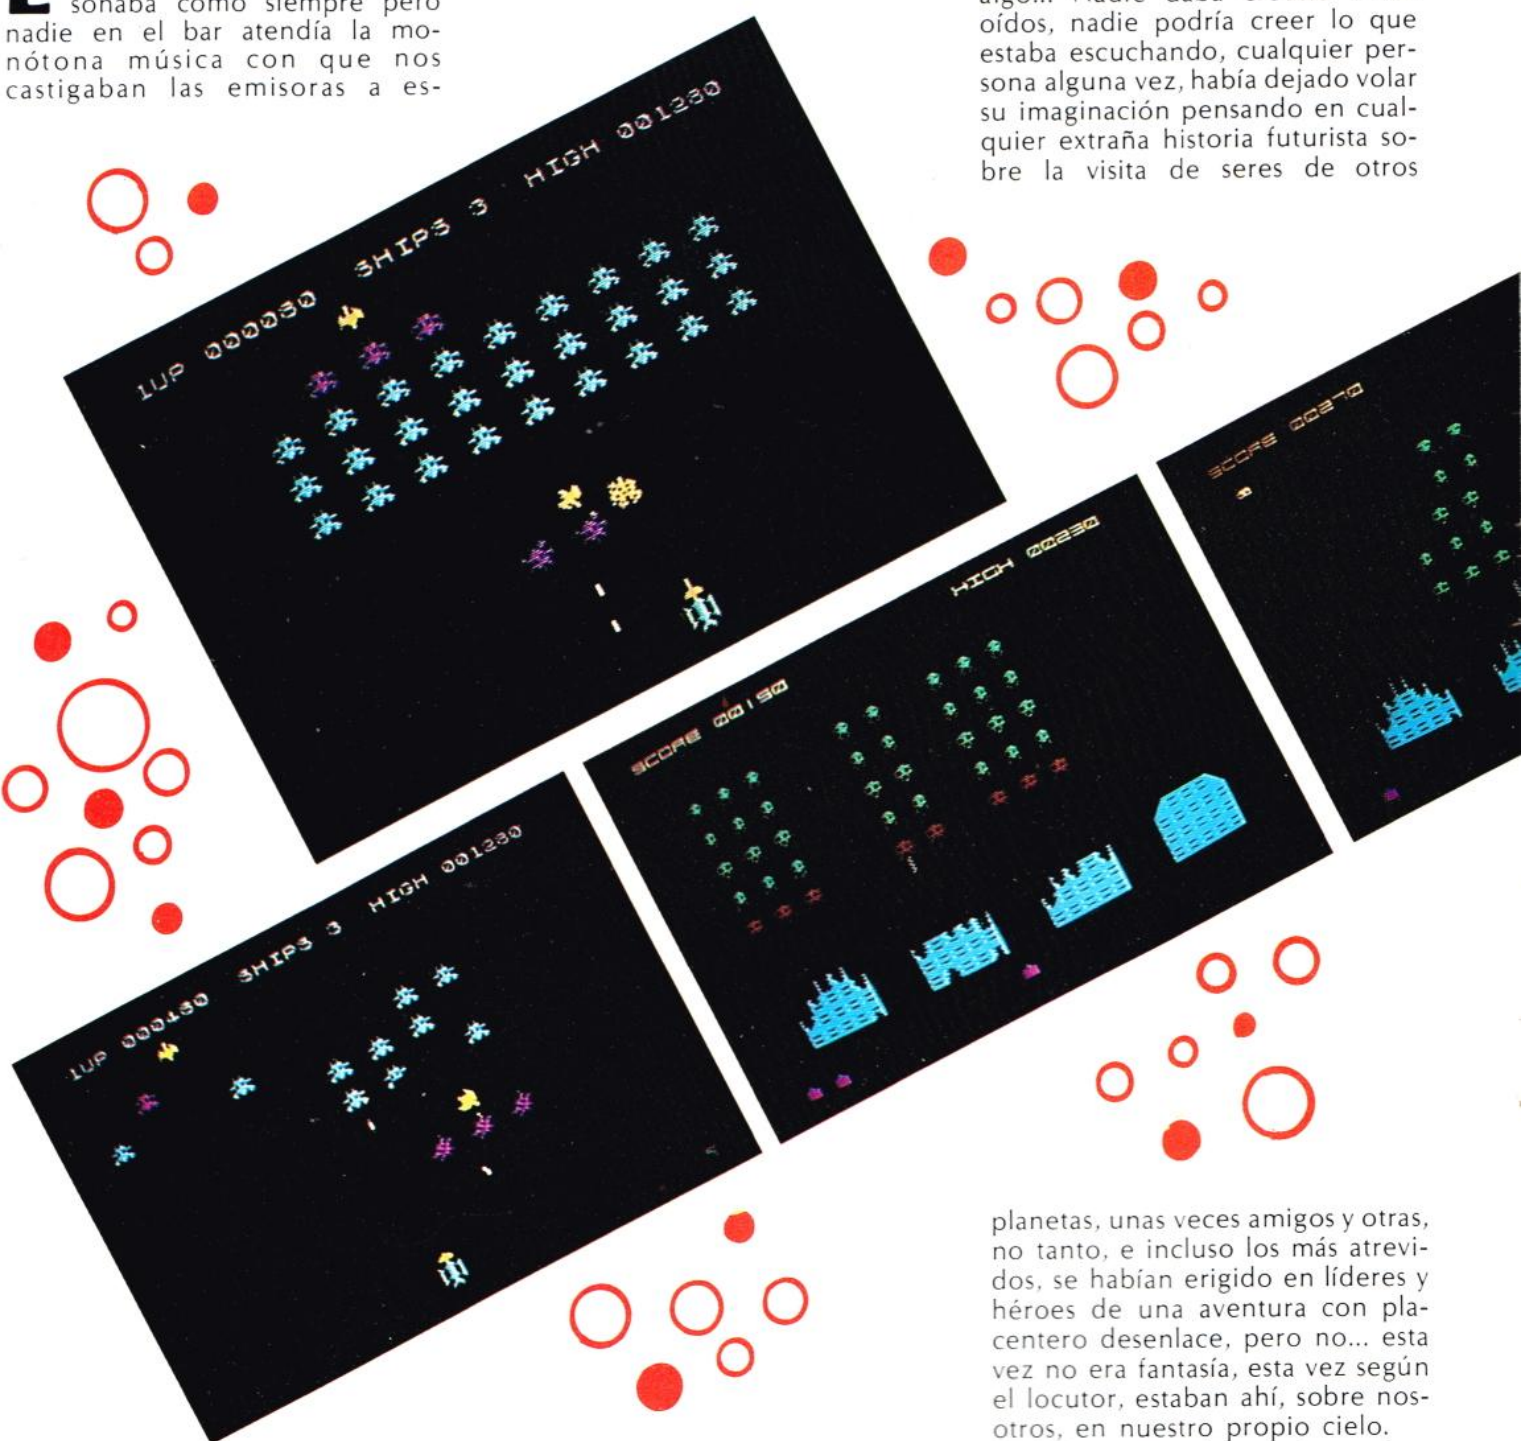 sonaba como siempre pero
nadie en el bar atendía la mo-
nótona música con que nos
castigaban las emisoras a es-
oídos, nadie podría creer lo que
estaba escuchando, cualquier per-
sona alguna vez, había dejado volar
su imaginación pensando en cual-
quier extraña historia futurista so-
bre la visita de seres de otros
1UP 000080 SHIPS 3 HIGH 001280
SCORE 00270
SCORE 00190 HIGH 00230
1UP 000480 SHIPS 3 HIGH 001280
planetas, unas veces amigos y otras,
no tanto, e incluso los más atrevi-
dos, se habían erigido en líderes y
héroes de una aventura con pla-
centero desenlace, pero no... esta
vez no era fantasía, esta vez según
el locutor, estaban ahí, sobre nos-
otros, en nuestro propio cielo.